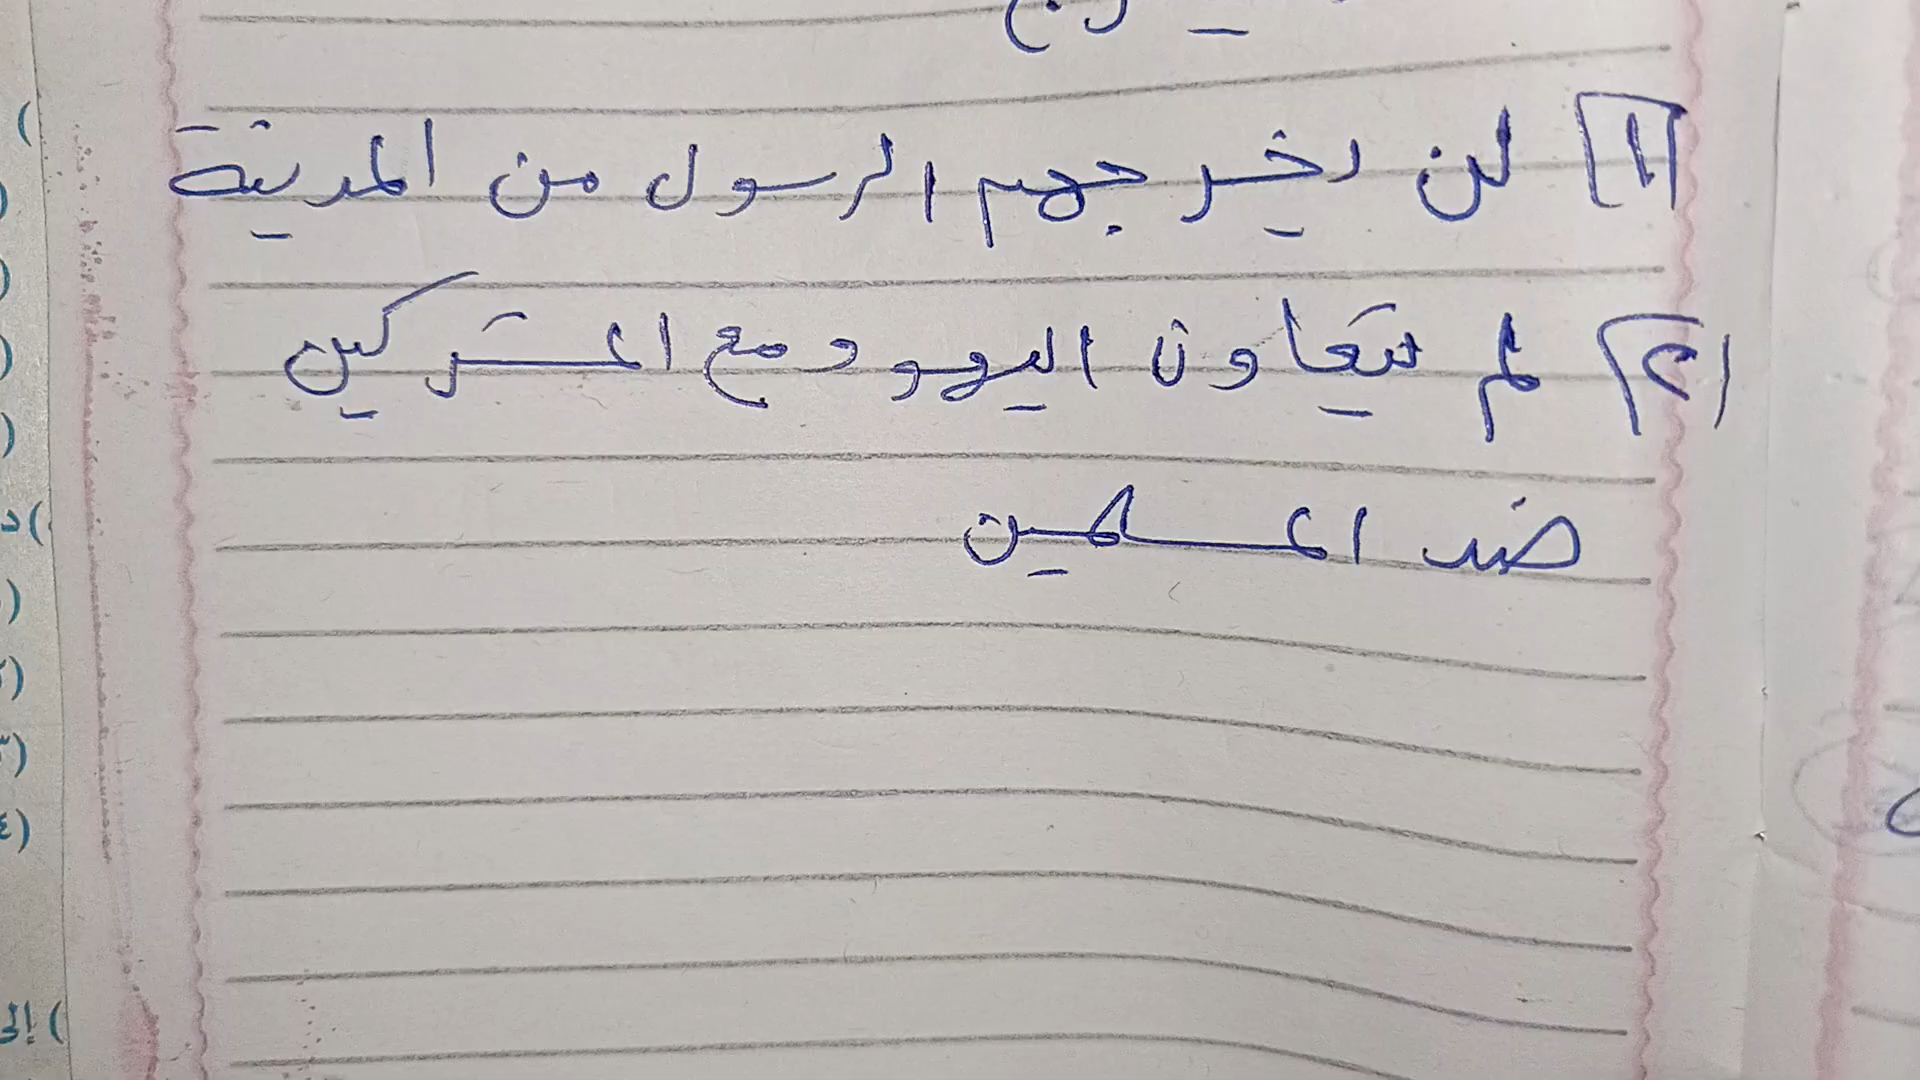 ١ لن يخرجهم الرسول من المدينة
٢ لم يتعاون اليهود مع المشركين
ضد المسلمين